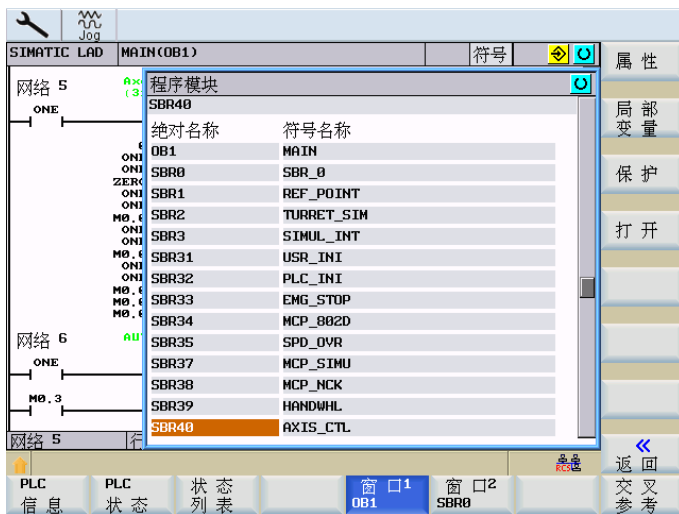 Jog
SIMATIC LAD MAIN(OB1) 符号
属 性
网络 5
程序模块
SBR40
ONE
局 部
变 量
绝对名称 符号名称
OB1 MAIN
SBR0 SBR_0
SBR1 REF_POINT
SBR2 TURRET_SIM
SBR3 SIMUL_INT
SBR31 USR_INI
SBR32 PLC_INI
SBR33 EMG_STOP
SBR34 MCP_802D
SBR35 SPD_OVR
SBR37 MCP_SIMU
SBR38 MCP_NCK
SBR39 HANDWHL
SBR40 AXIS_CTL
保 护
打 开
网络 6
AU
ONE
M0.3
网络 5 行
RCS
返 回
PLC
信 息
PLC
状 态
状 态
列 表
窗 口1
OB1
窗 口2
SBR0
交 叉
参 考